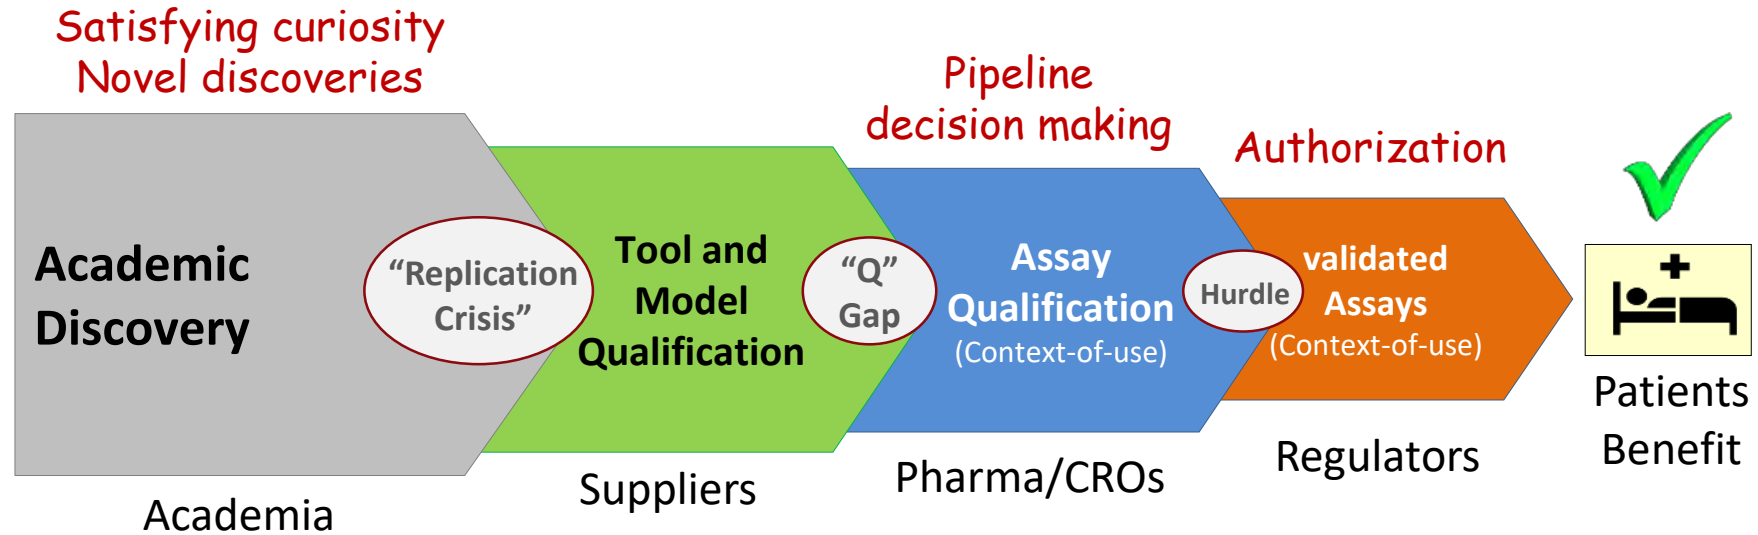 Satisfying curiosity
Novel discoveries
Pipeline
decision making
Authorization
Academic
Discovery
“Replication
Crisis”
Tool and
Model
Qualification
“Q”
Gap
Assay
Qualification
(Context-of-use)
Hurdle
validated
Assays
(Context-of-use)
Academia
Suppliers
Pharma/CROs
Regulators
Patients
Benefit